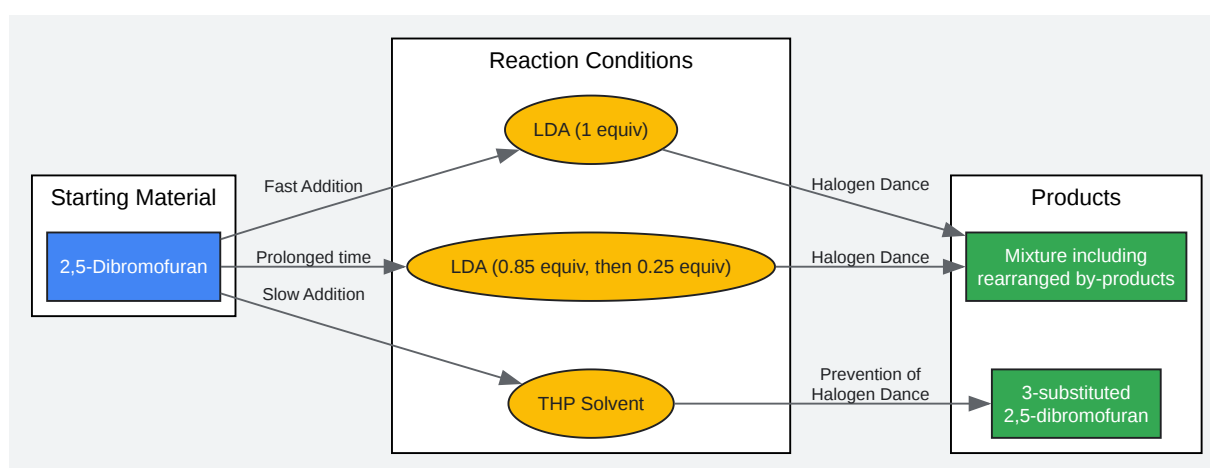 Reaction Conditions
LDA (1 equiv)
Fast Addition
Halogen Dance
Starting Material
Products
2,5-Dibromofuran
Prolonged time
LDA (0.85 equiv, then 0.25 equiv)
Halogen Dance
Mixture including
rearranged by-products
Slow Addition
THP Solvent
Prevention of
Halogen Dance
3-substituted
2,5-dibromofuran